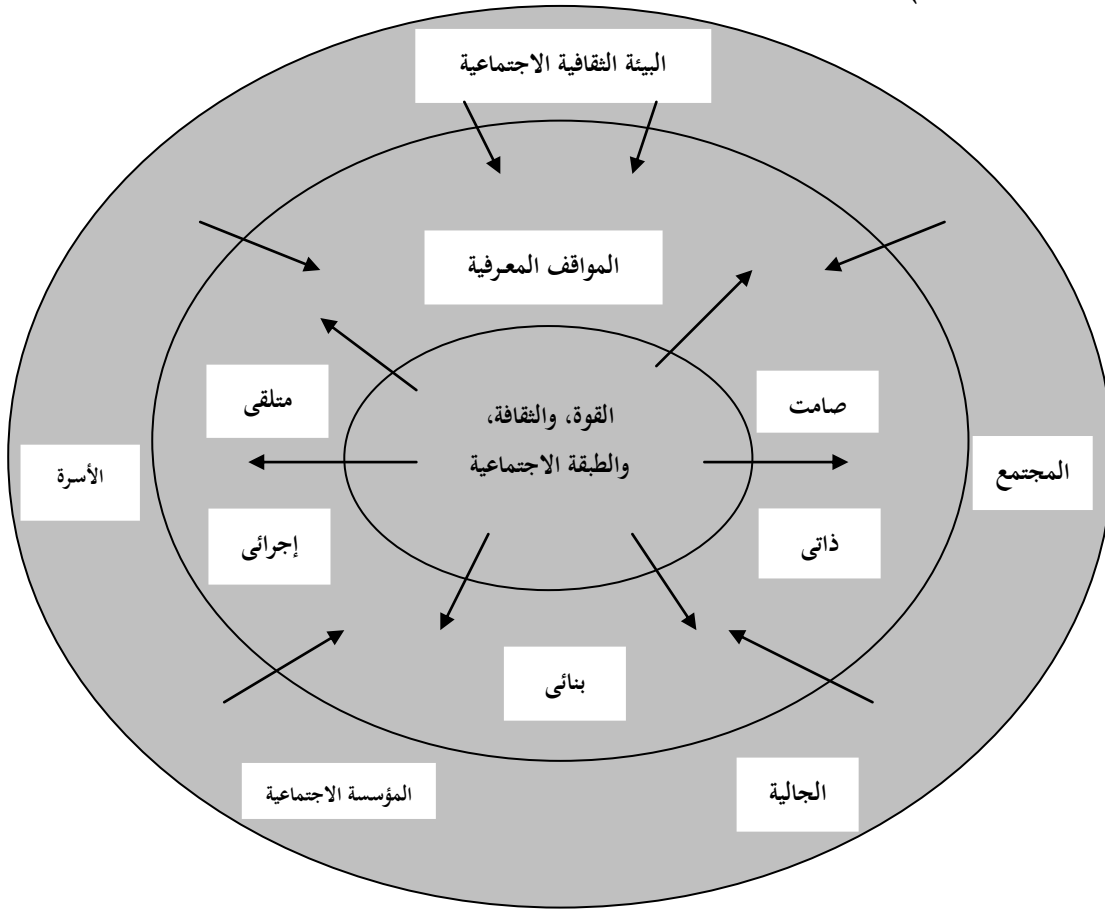 البيئة الثقافية الاجتماعية
المواقف المعرفية
صامت
متلقى
القوة، والثقافة،
والطبقة الاجتماعية
المجتمع
الأسرة
ذاتى
إجرائى
بنائى
الجالية
المؤسسة الاجتماعية